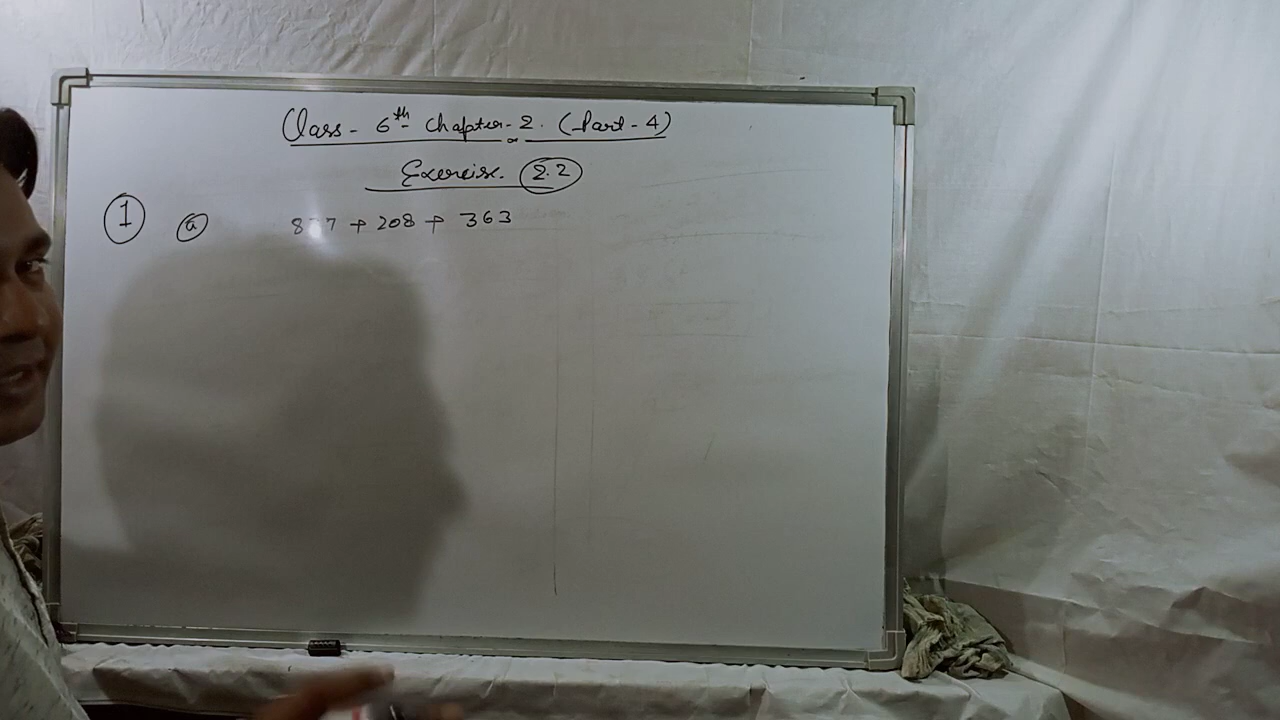 Class - 6th Chapter - 2. (Part - 4)
Exercise. 2.2
1 a + 208 + 363